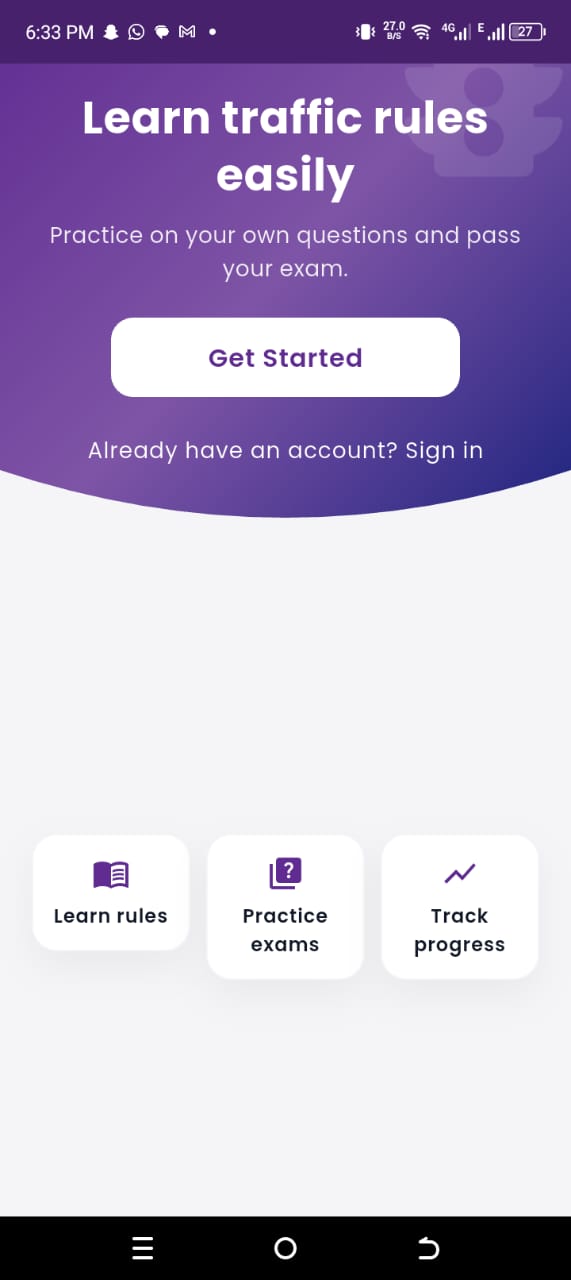 6:33 PM
27.0
B/S
4G
E
27
Learn traffic rules
easily
Practice on your own questions and pass
your exam.
Get Started
Already have an account? Sign in
?
Learn rules
Practice
exams
Track
progress